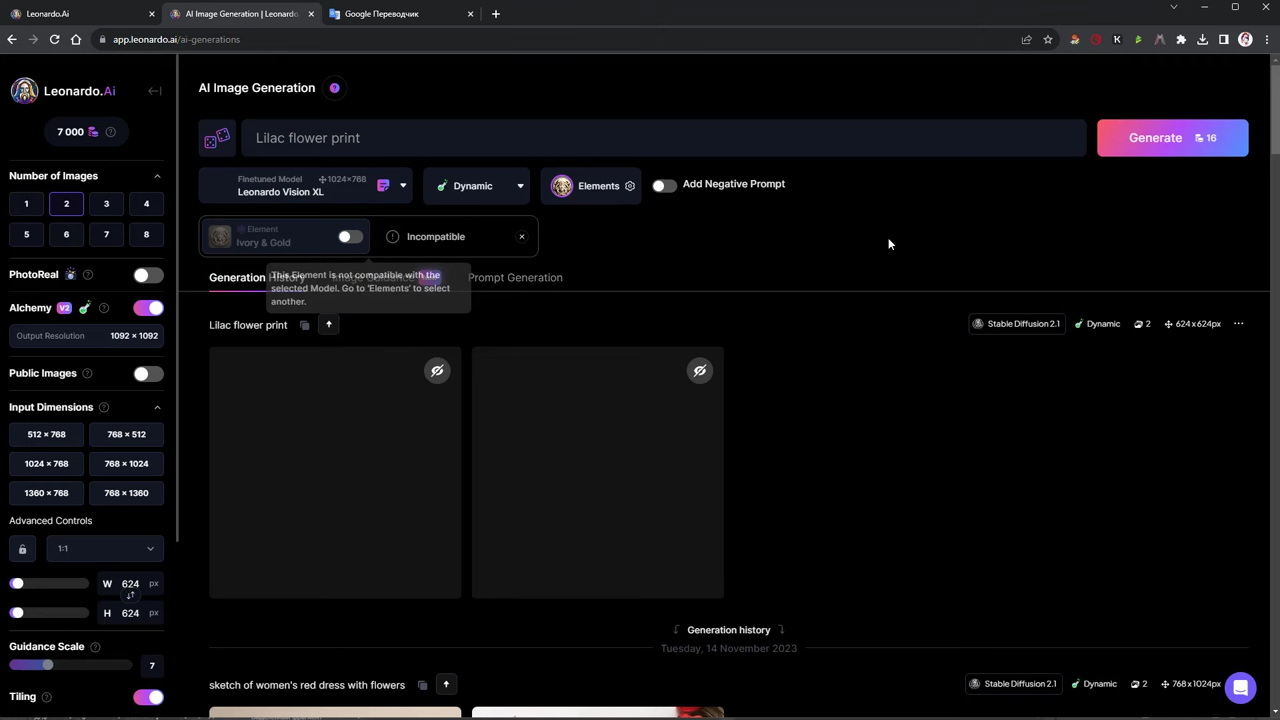 Leonardo.Ai
AI Image Generation | Leonardo
Google Переводчик
app.leonardo.ai/ai-generations
Leonardo.Ai
7 000
Number of Images
1 2 3 4
5 6 7 8
PhotoReal
Alchemy V2
Output Resolution 1092 × 1092
Public Images
Input Dimensions
512 × 768 768 × 512
1024 × 768 768 × 1024
1360 × 768 768 × 1360
Advanced Controls
1:1
W 624 px
H 624 px
Guidance Scale
7
Tiling
AI Image Generation
Lilac flower print
Generate 16
Finetuned Model 1024×768
Leonardo Vision XL
Dynamic
Elements
Add Negative Prompt
Element
Ivory & Gold
Incompatible
This Element is not compatible with the
selected Model. Go to 'Elements' to select
another.
Generation History Prompt Generation
Lilac flower print
Stable Diffusion 2.1 Dynamic 2 624 x 624px
Generation history
Tuesday, 14 November 2023
sketch of women's red dress with flowers
Stable Diffusion 2.1 Dynamic 2 768 x 1024px